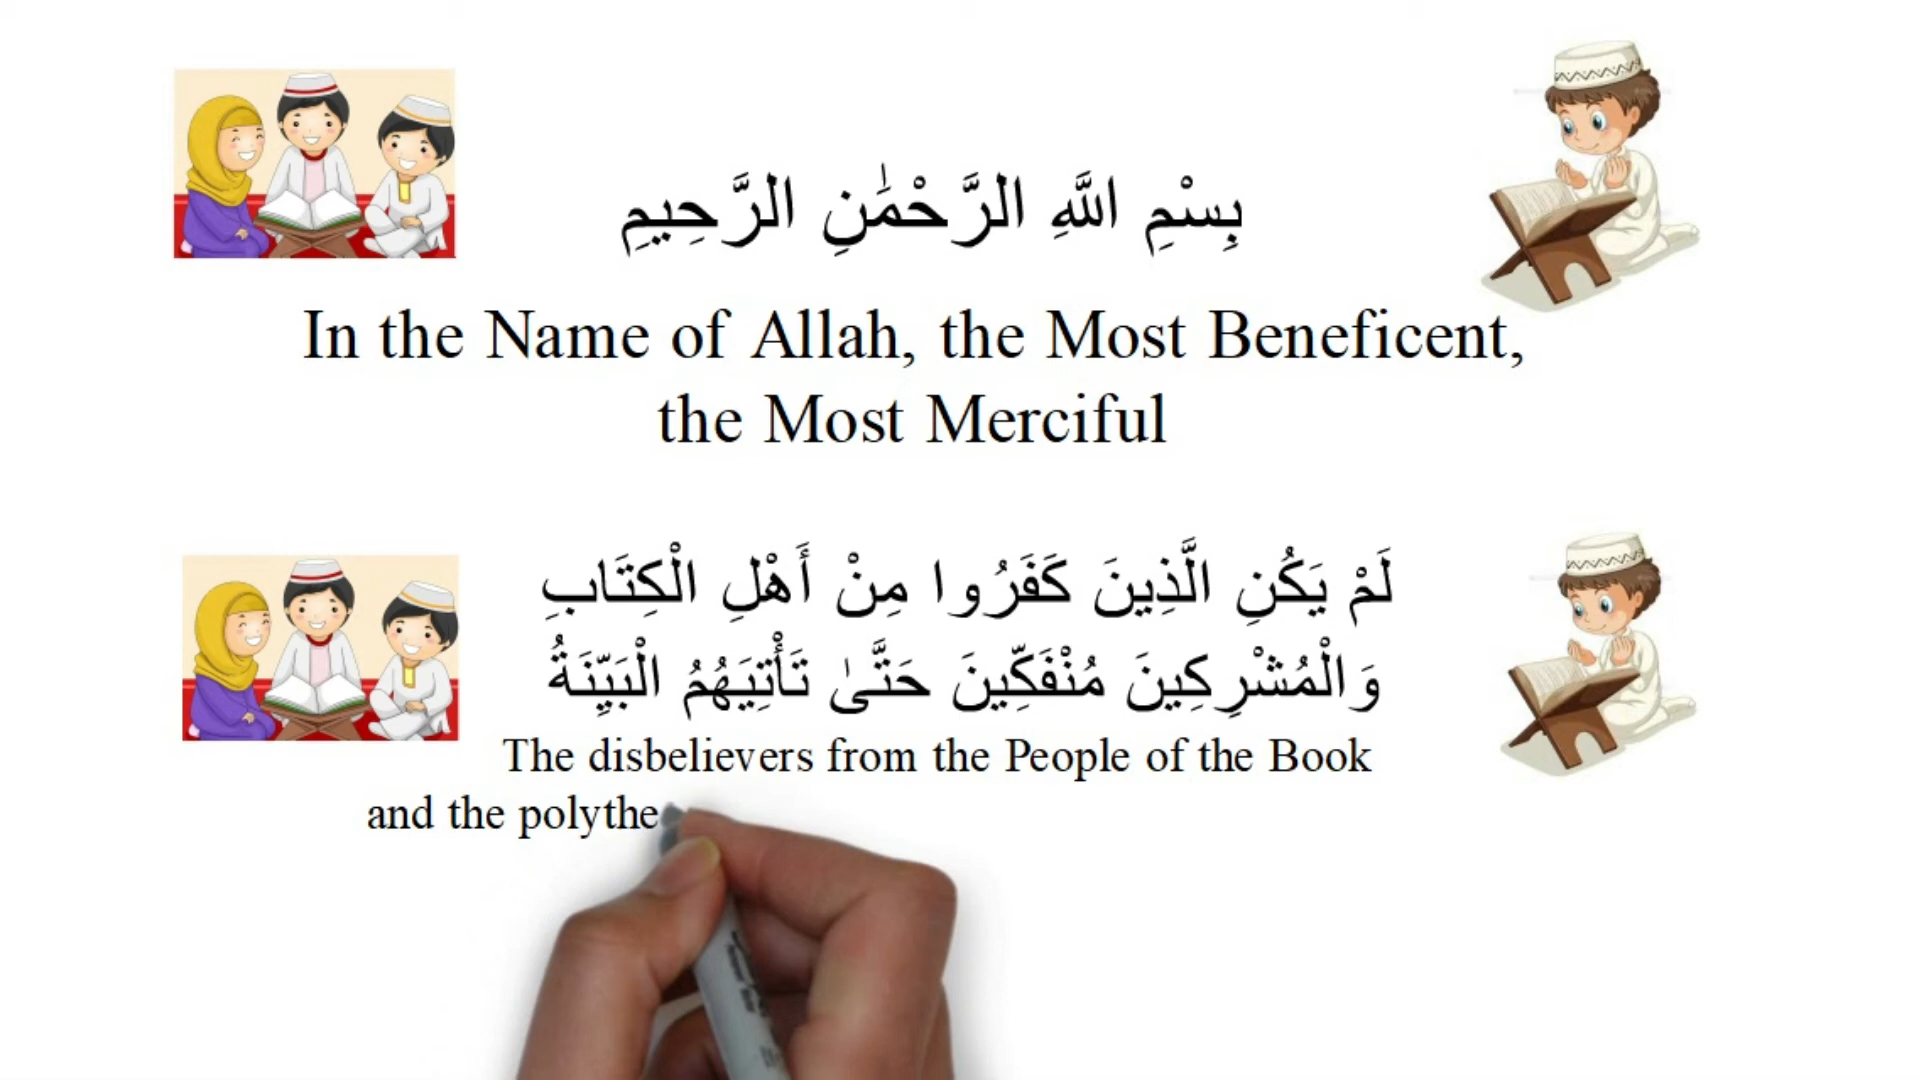 بِسْمِ اللَّهِ الرَّحْمَٰنِ الرَّحِيمِ
In the Name of Allah, the Most Beneficent,
the Most Merciful
لَمْ يَكُنِ الَّذِينَ كَفَرُوا مِنْ أَهْلِ الْكِتَابِ
وَالْمُشْرِكِينَ مُنْفَكِّينَ حَتَّىٰ تَأْتِيَهُمُ الْبَيِّنَةُ
The disbelievers from the People of the Book
and the polythe